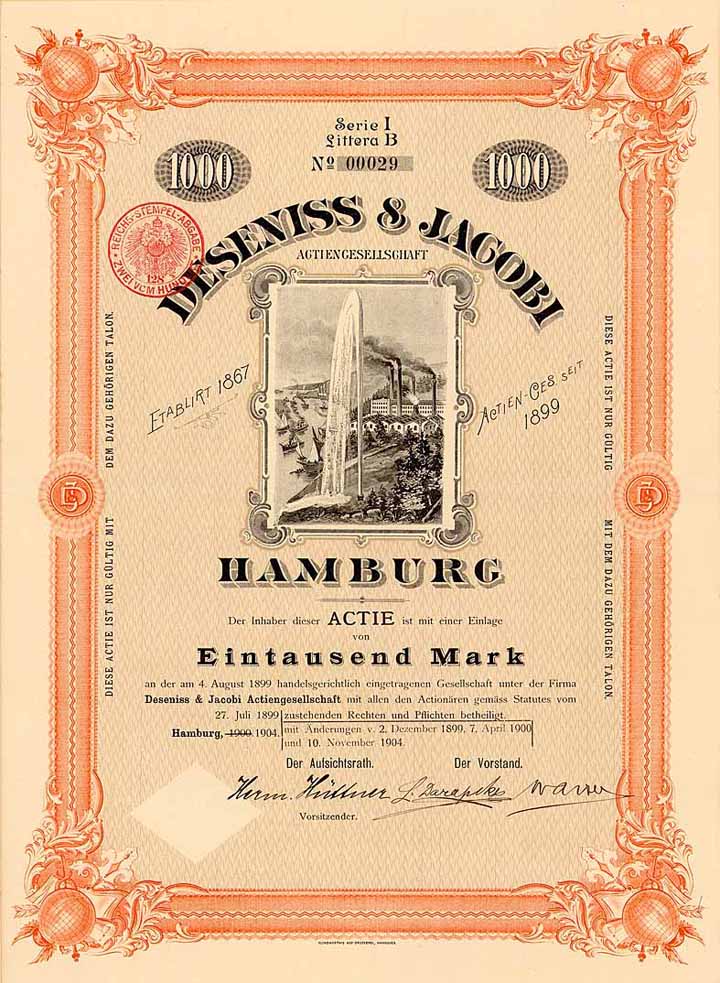 Serie I
Littera B
No 00029
1000
1000
REICHS-STEMPEL-ABGABE
ZWEI VOM HUNDERT
128
DESENISS & JACOBI
ACTIENGESELLSCHAFT
ETABLIRT 1867
ACTIEN-GES. SEIT
1899
HAMBURG
Der Inhaber dieser ACTIE ist mit einer Einlage
von
Eintausend Mark
an der am 4. August 1899 handelsgerichtlich eingetragenen Gesellschaft unter der Firma
Deseniss & Jacobi Actiengesellschaft mit allen den Actionären gemäss Statutes vom
27. Juli 1899 zustehenden Rechten und Pflichten betheiligt.
Hamburg, 1900. 1904. mit Änderungen v. 2. Dezember 1899, 7. April 1900
und 10. November 1904.
Der Aufsichtsrath. Der Vorstand.
Herm. Hüttner L. Darapsky
Vorsitzender.
DIESE ACTIE IST NUR GÜLTIG MIT DEM DAZU GEHÖRIGEN TALON.
DIESE ACTIE IST NUR GÜLTIG MIT DEM DAZU GEHÖRIGEN TALON.